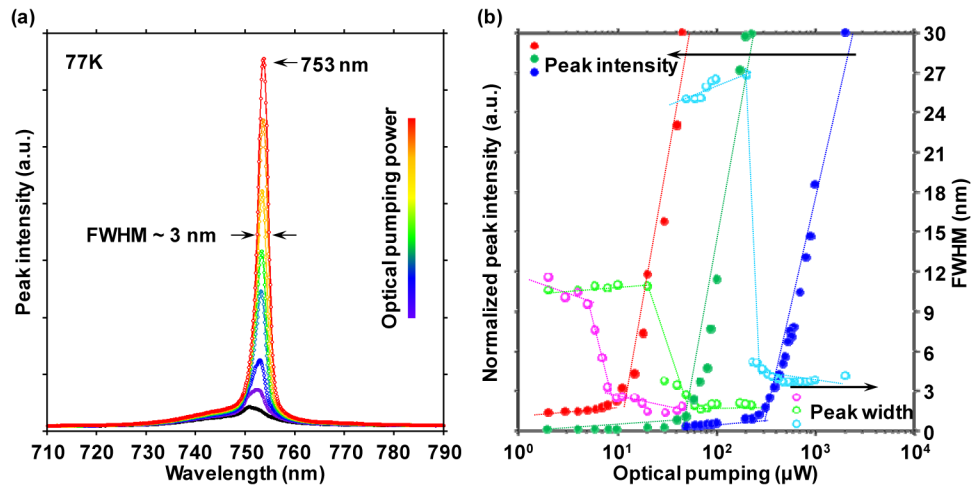 (a)
77K
753 nm
FWHM ~ 3 nm
Optical pumping power
Peak intensity (a.u.)
710 720 730 740 750 760 770 780 790
Wavelength (nm)
(b)
Peak intensity
Peak width
Normalized peak intensity (a.u.)
30
27
24
21
18
15
12
9
6
3
0
FWHM (nm)
10⁰ 10¹ 10² 10³ 10⁴
Optical pumping (µW)